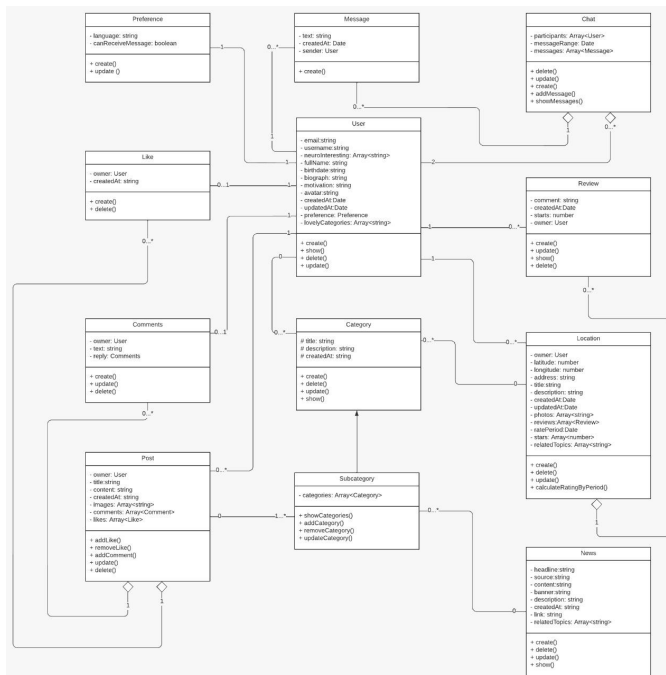 Preference
- language: string
- canReceiveMessage: boolean
+ create()
+ update ()
Message
- text: string
- createdAt: Date
- sender: User
+ create()
Chat
- participants: Array<User>
- messageRange: Date
- messages: Array<Message>
+ delete()
+ update()
+ create()
+ addMessage()
+ showMessages()
1
0...*
1
0...*
1
0...*
User
- email:string
- username:string
- neuroInteresting: Array<string>
- fullName: string
- birthdate:string
- biograph: string
- motivation: string
- avatar:string
- createdAt:Date
- updatedAt:Date
- preference: Preference
- lovelyCategories: Array<string>
+ create()
+ show()
+ delete()
+ update()
1
2
0...1
1
1
1
1
0...*
1
0
Like
- owner: User
- createdAt: string
+ create()
+ delete()
0...*
Review
- comment: string
- createdAt:Date
- starts: number
- owner: User
+ create()
+ update()
+ show()
+ delete()
0...*
Comments
- owner: User
- text: string
- reply: Comments
+ create()
+ update()
+ delete()
0...1
0...*
Category
# title: string
# description: string
# createdAt: string
+ create()
+ delete()
+ update()
+ show()
0...*
0...*
0...*
0
Location
- owner: User
- latitude: number
- longitude: number
- address: string
- title:string
- description: string
- createdAt:Date
- updatedAt:Date
- photos: Array<string>
- reviews:Array<Review>
- ratePeriod:Date
- stars: Array<number>
- relatedTopics: Array<string>
+ create()
+ delete()
+ update()
+ calculateRatingByPeriod()
1
Post
- owner: User
- title:string
- content: string
- createdAt: string
- images: Array<string>
- comments: Array<Comment>
- likes: Array<Like>
+ addLike()
+ removeLike()
+ addComment()
+ update()
+ delete()
0...*
0
1...*
1
1
Subcategory
- categories: Array<Category>
+ showCategories()
+ addCategory()
+ removeCategory()
+ updateCategory()
0...*
0
News
- headline:string
- source:string
- content:string
- banner:string
- description: string
- createdAt: string
- link: string
- relatedTopics: Array<string>
+ create()
+ delete()
+ update()
+ show()